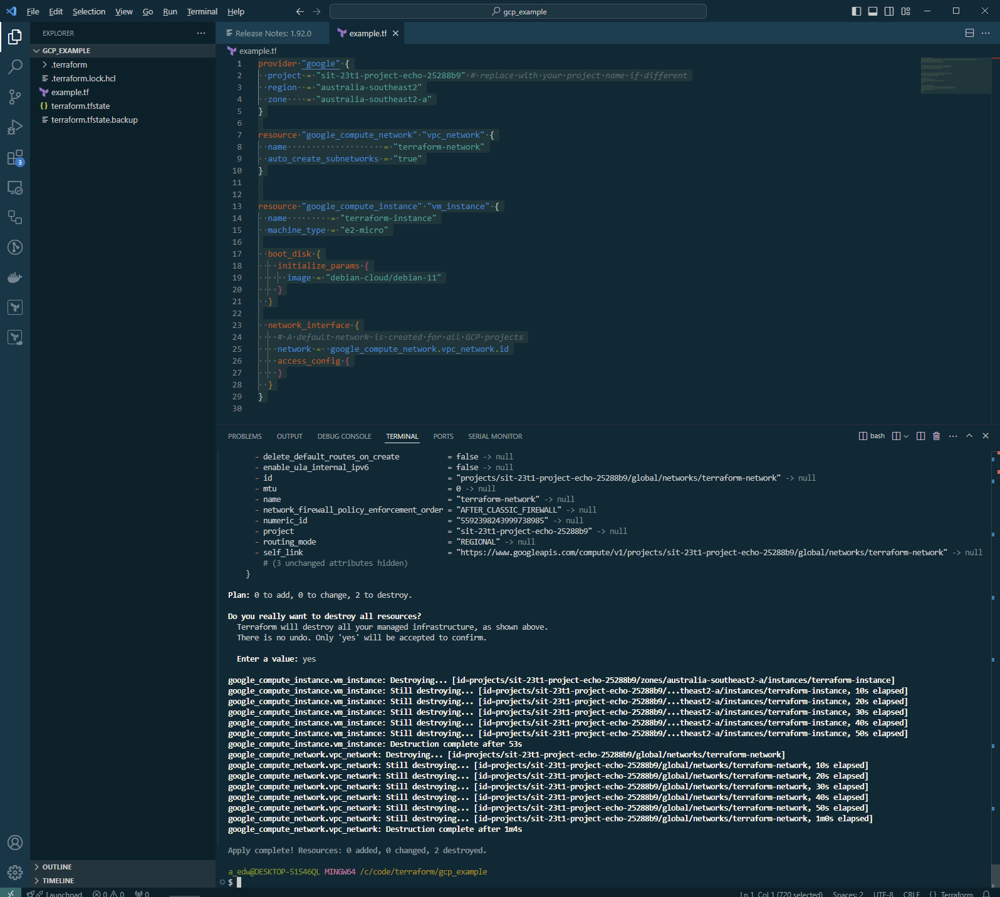 File Edit Selection View Go Run Terminal Help
gcp_example
EXPLORER
GCP_EXAMPLE
.terraform
.terraform.lock.hcl
example.tf
terraform.tfstate
terraform.tfstate.backup
3
OUTLINE
TIMELINE
Release Notes: 1.92.0
example.tf
example.tf
1 provider "google" {
2 project = "sit-23t1-project-echo-25288b9" # replace with your project name if different
3 region = "australia-southeast2"
4 zone = "australia-southeast2-a"
5 }
6
7 resource "google_compute_network" "vpc_network" {
8 name = "terraform-network"
9 auto_create_subnetworks = "true"
10 }
11
12
13 resource "google_compute_instance" "vm_instance" {
14 name = "terraform-instance"
15 machine_type = "e2-micro"
16
17 boot_disk {
18 initialize_params {
19 image = "debian-cloud/debian-11"
20 }
21 }
22
23 network_interface {
24 # A default network is created for all GCP projects
25 network = google_compute_network.vpc_network.id
26 access_config {
27 }
28 }
29 }
30
PROBLEMS OUTPUT DEBUG CONSOLE TERMINAL PORTS SERIAL MONITOR
bash
- delete_default_routes_on_create = false -> null
- enable_ula_internal_ipv6 = false -> null
- id = "projects/sit-23t1-project-echo-25288b9/global/networks/terraform-network" -> null
- mtu = 0 -> null
- name = "terraform-network" -> null
- network_firewall_policy_enforcement_order = "AFTER_CLASSIC_FIREWALL" -> null
- numeric_id = "5592398243999738985" -> null
- project = "sit-23t1-project-echo-25288b9" -> null
- routing_mode = "REGIONAL" -> null
- self_link = "https://www.googleapis.com/compute/v1/projects/sit-23t1-project-echo-25288b9/global/networks/terraform-network" -> null
# (3 unchanged attributes hidden)
}
Plan: 0 to add, 0 to change, 2 to destroy.
Do you really want to destroy all resources?
Terraform will destroy all your managed infrastructure, as shown above.
There is no undo. Only 'yes' will be accepted to confirm.
Enter a value: yes
google_compute_instance.vm_instance: Destroying... [id=projects/sit-23t1-project-echo-25288b9/zones/australia-southeast2-a/instances/terraform-instance]
google_compute_instance.vm_instance: Still destroying... [id=projects/sit-23t1-project-echo-25288b9/...theast2-a/instances/terraform-instance, 10s elapsed]
google_compute_instance.vm_instance: Still destroying... [id=projects/sit-23t1-project-echo-25288b9/...theast2-a/instances/terraform-instance, 20s elapsed]
google_compute_instance.vm_instance: Still destroying... [id=projects/sit-23t1-project-echo-25288b9/...theast2-a/instances/terraform-instance, 30s elapsed]
google_compute_instance.vm_instance: Still destroying... [id=projects/sit-23t1-project-echo-25288b9/...theast2-a/instances/terraform-instance, 40s elapsed]
google_compute_instance.vm_instance: Still destroying... [id=projects/sit-23t1-project-echo-25288b9/...theast2-a/instances/terraform-instance, 50s elapsed]
google_compute_instance.vm_instance: Destruction complete after 53s
google_compute_network.vpc_network: Destroying... [id=projects/sit-23t1-project-echo-25288b9/global/networks/terraform-network]
google_compute_network.vpc_network: Still destroying... [id=projects/sit-23t1-project-echo-25288b9/global/networks/terraform-network, 10s elapsed]
google_compute_network.vpc_network: Still destroying... [id=projects/sit-23t1-project-echo-25288b9/global/networks/terraform-network, 20s elapsed]
google_compute_network.vpc_network: Still destroying... [id=projects/sit-23t1-project-echo-25288b9/global/networks/terraform-network, 30s elapsed]
google_compute_network.vpc_network: Still destroying... [id=projects/sit-23t1-project-echo-25288b9/global/networks/terraform-network, 40s elapsed]
google_compute_network.vpc_network: Still destroying... [id=projects/sit-23t1-project-echo-25288b9/global/networks/terraform-network, 50s elapsed]
google_compute_network.vpc_network: Still destroying... [id=projects/sit-23t1-project-echo-25288b9/global/networks/terraform-network, 1m0s elapsed]
google_compute_network.vpc_network: Destruction complete after 1m4s
Apply complete! Resources: 0 added, 0 changed, 2 destroyed.
a_edw@DESKTOP-51546QL MINGW64 /c/code/terraform/gcp_example
$
Launchpad 0 0 0 Ln 1, Col 1 (720 selected) Spaces: 2 UTF-8 CRLF {} Terraform